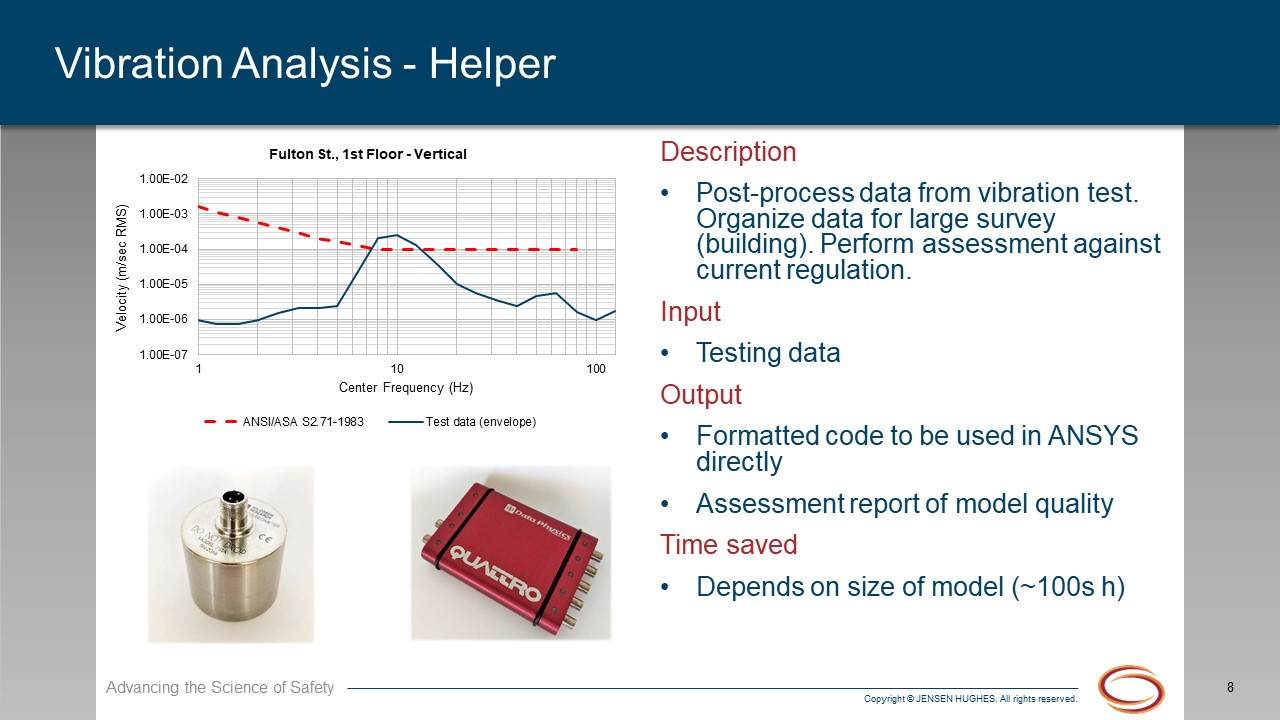 Vibration Analysis - Helper
Fulton St., 1st Floor - Vertical
1.00E-02
1.00E-03
1.00E-04
1.00E-05
1.00E-06
1.00E-07
Velocity (m/sec RMS)
1 10 100
Center Frequency (Hz)
ANSI/ASA S2.71-1983 Test data (envelope)
DO NOT DROP
CE
Data Physics
QUATTRO
Description
• Post-process data from vibration test.
Organize data for large survey
(building). Perform assessment against
current regulation.
Input
• Testing data
Output
• Formatted code to be used in ANSYS
directly
• Assessment report of model quality
Time saved
• Depends on size of model (~100s h)
Advancing the Science of Safety
Copyright © JENSEN HUGHES. All rights reserved.
8